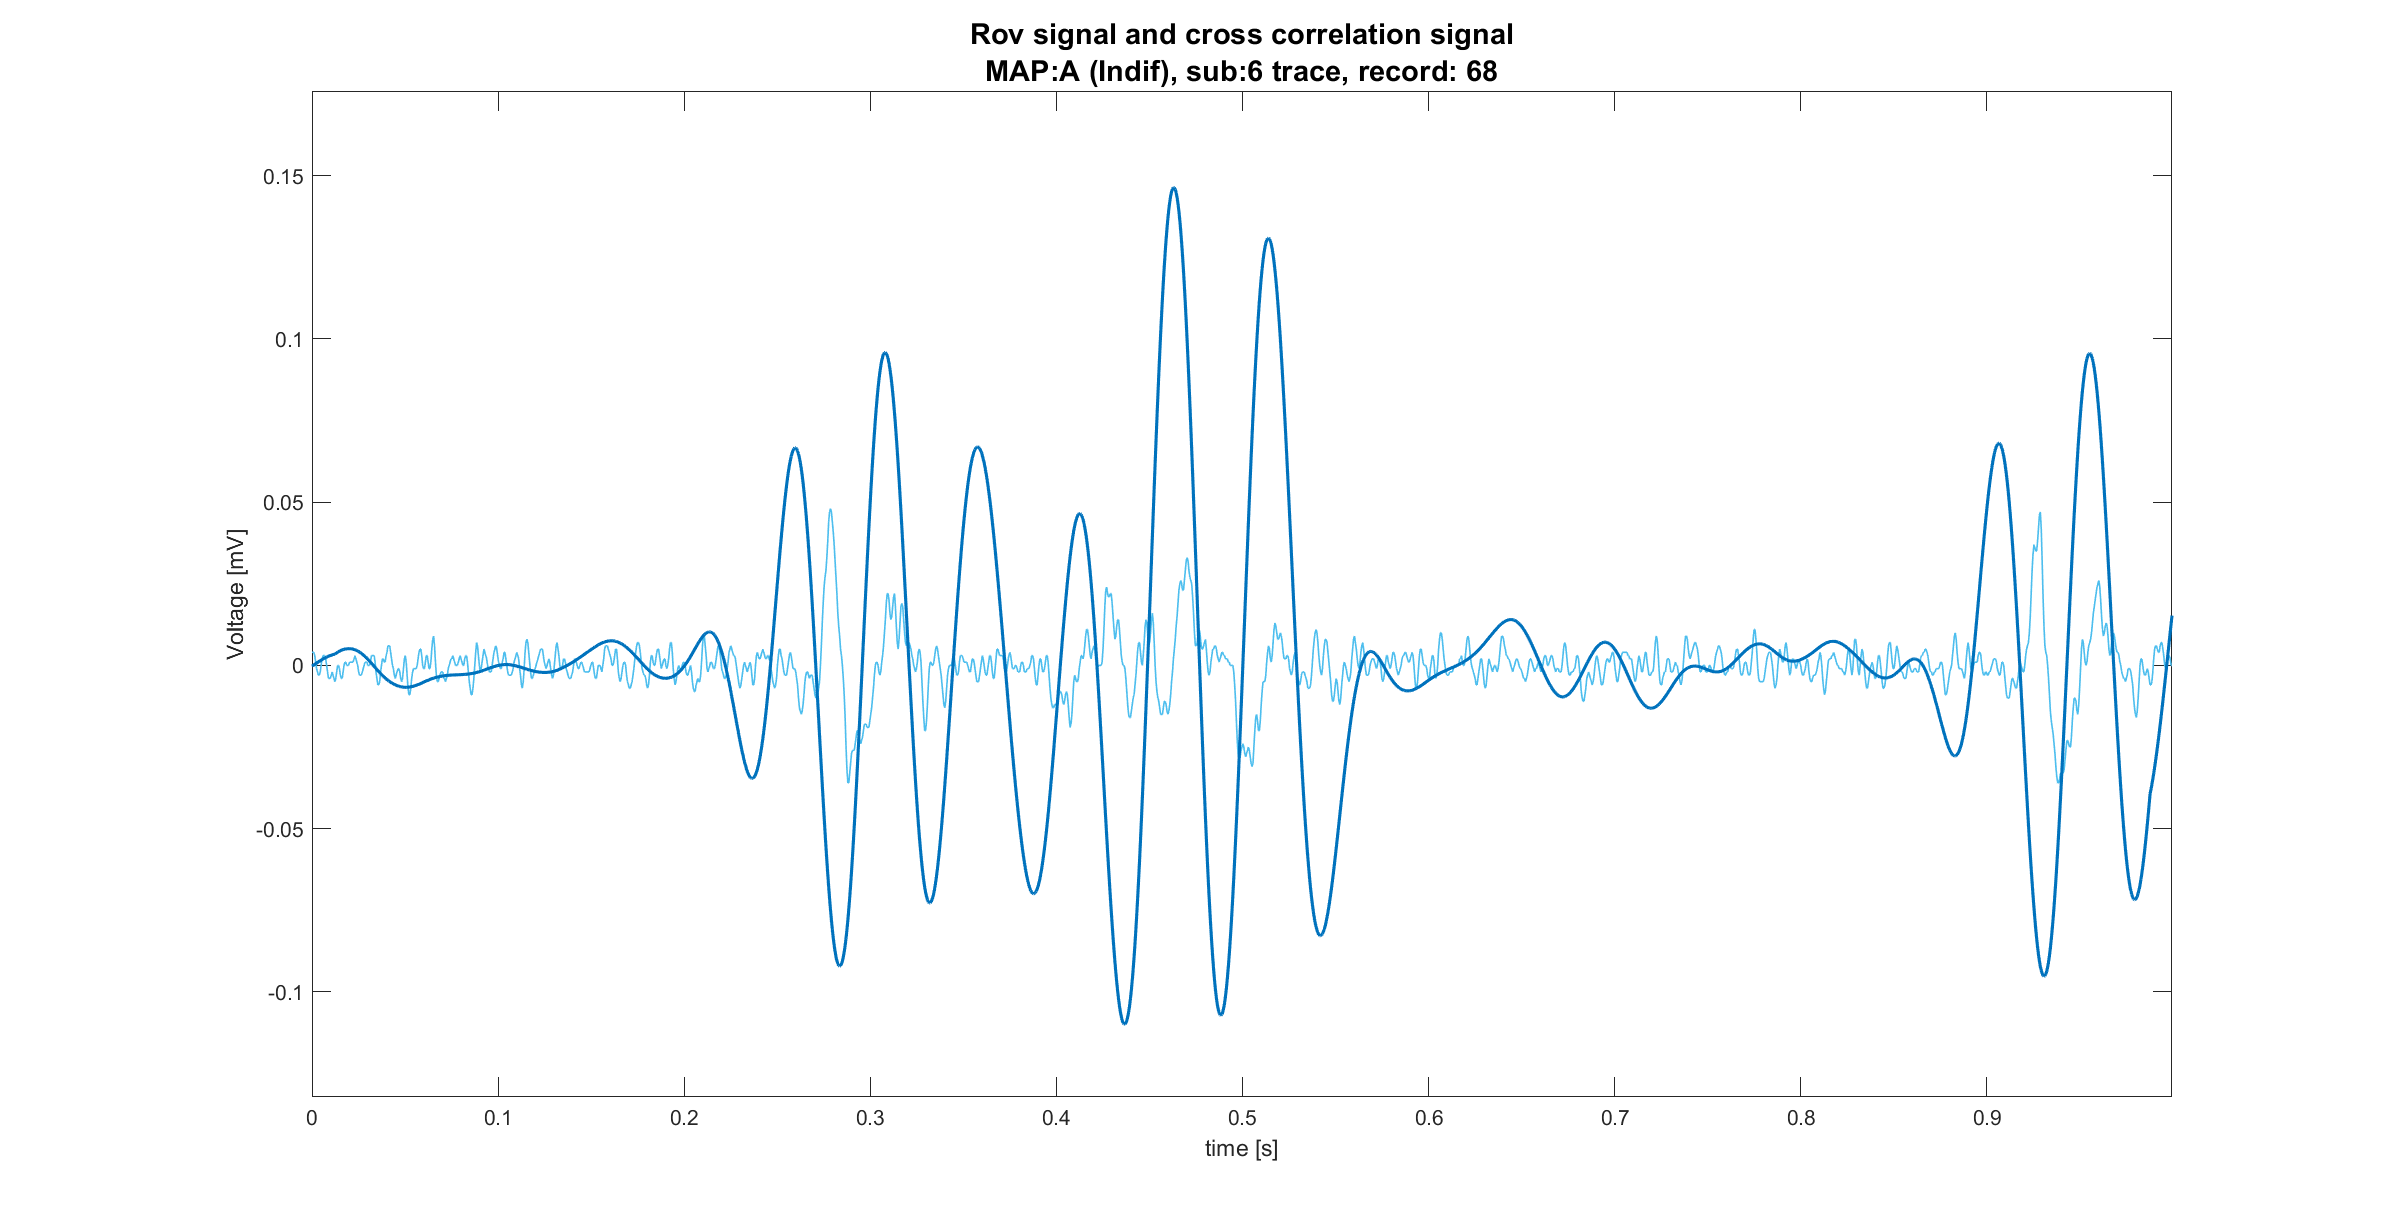 Rov signal and cross correlation signal
MAP:A (Indif), sub:6 trace, record: 68
0.15
0.1
0.05
0
-0.05
-0.1
Voltage [mV]
0 0.1 0.2 0.3 0.4 0.5 0.6 0.7 0.8 0.9
time [s]